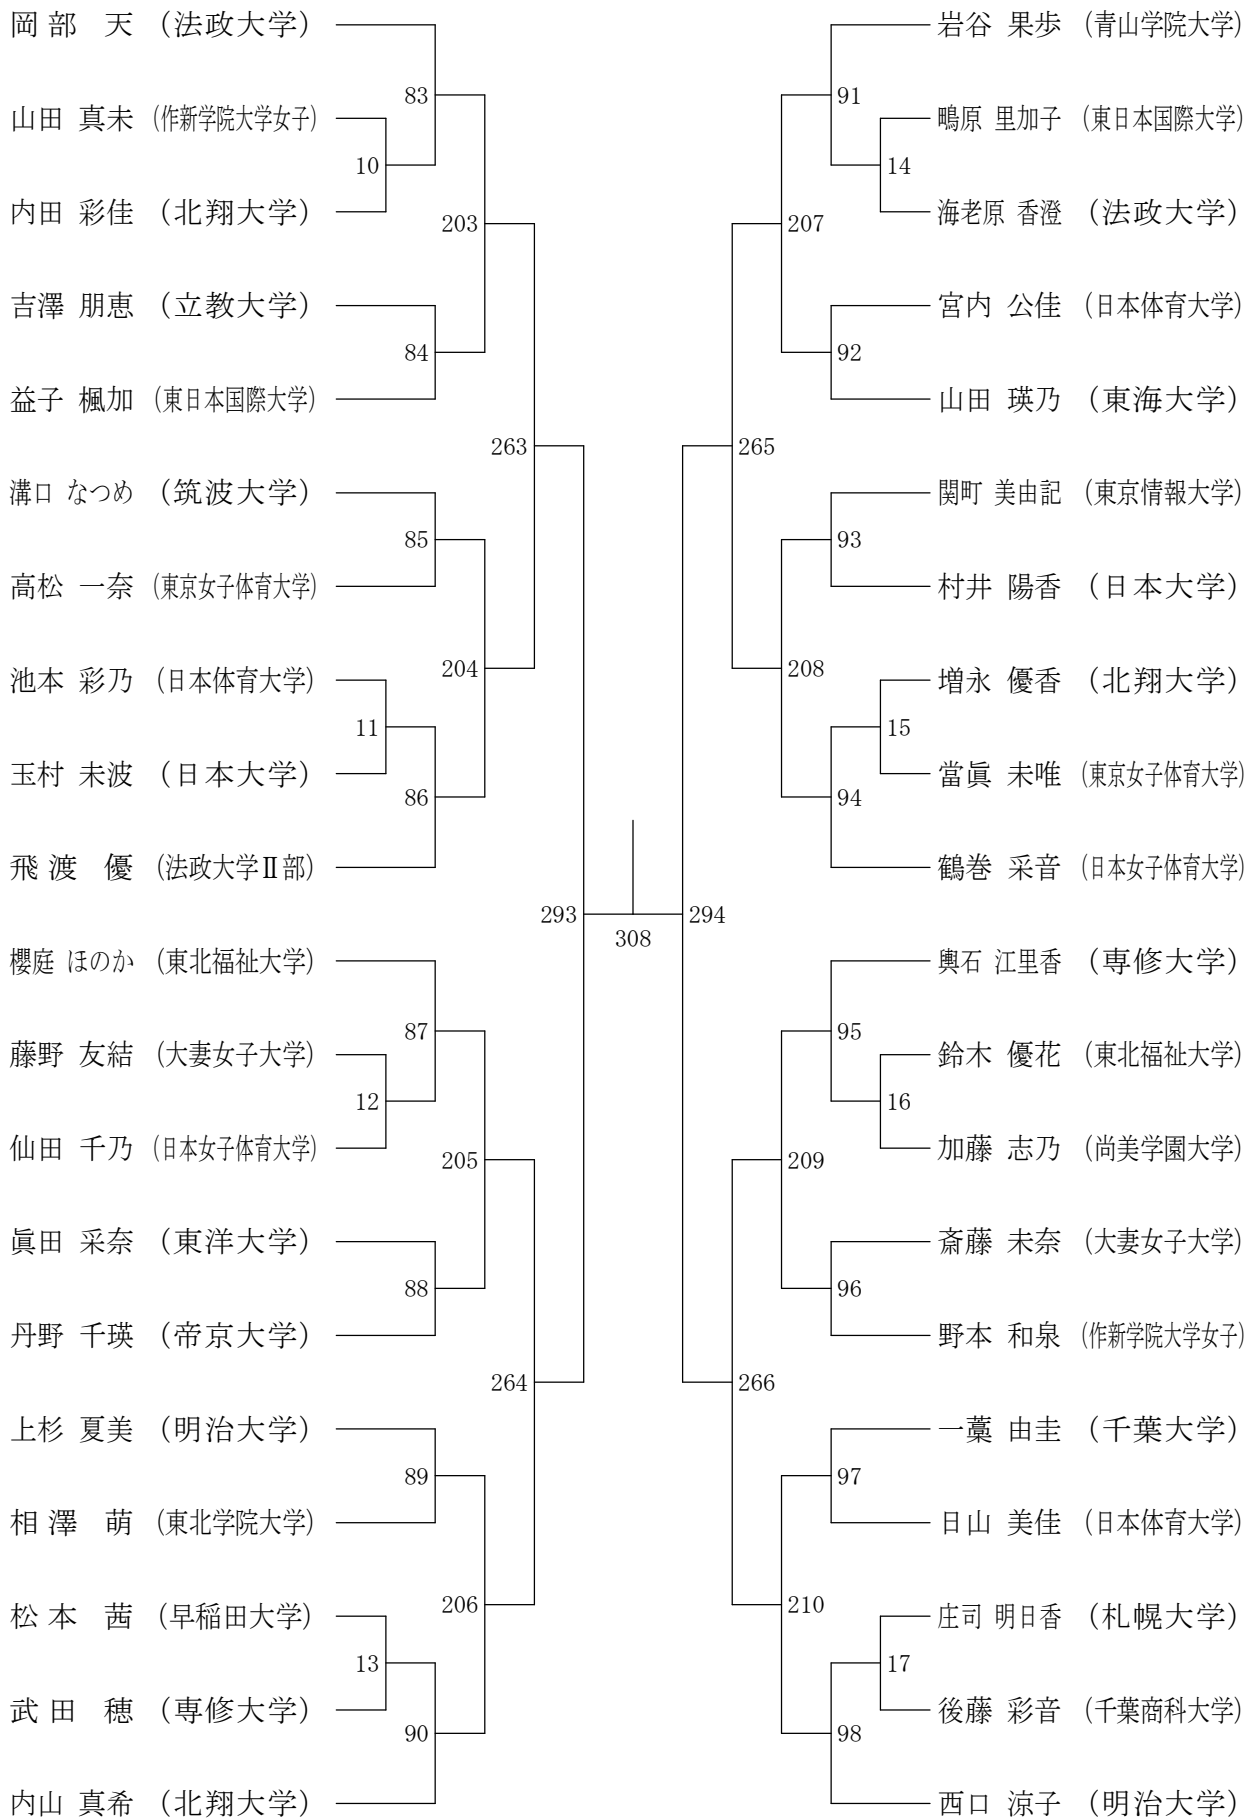 岡部 天 (法政大学)
83
山田 真未 (作新学院大学女子)
10
内田 彩佳 (北翔大学)
203
吉澤 朋恵 (立教大学)
84
益子 楓加 (東日本国際大学)
263
溝口 なつめ (筑波大学)
85
高松 一奈 (東京女子体育大学)
204
池本 彩乃 (日本体育大学)
11
玉村 未波 (日本大学)
86
飛渡 優 (法政大学Ⅱ部)
293
櫻庭 ほのか (東北福祉大学)
87
藤野 友結 (大妻女子大学)
12
仙田 千乃 (日本女子体育大学)
205
眞田 采奈 (東洋大学)
88
丹野 千瑛 (帝京大学)
264
上杉 夏美 (明治大学)
89
相澤 萌 (東北学院大学)
206
松本 茜 (早稲田大学)
13
武田 穂 (専修大学)
90
内山 真希 (北翔大学)
308
岩谷 果歩 (青山学院大学)
91
鴫原 里加子 (東日本国際大学)
14
海老原 香澄 (法政大学)
207
宮内 公佳 (日本体育大学)
92
山田 瑛乃 (東海大学)
265
関町 美由記 (東京情報大学)
93
村井 陽香 (日本大学)
208
増永 優香 (北翔大学)
15
當眞 未唯 (東京女子体育大学)
94
鶴巻 采音 (日本女子体育大学)
294
輿石 江里香 (専修大学)
95
鈴木 優花 (東北福祉大学)
16
加藤 志乃 (尚美学園大学)
209
斎藤 未奈 (大妻女子大学)
96
野本 和泉 (作新学院大学女子)
266
一藁 由圭 (千葉大学)
97
日山 美佳 (日本体育大学)
210
庄司 明日香 (札幌大学)
17
後藤 彩音 (千葉商科大学)
98
西口 涼子 (明治大学)